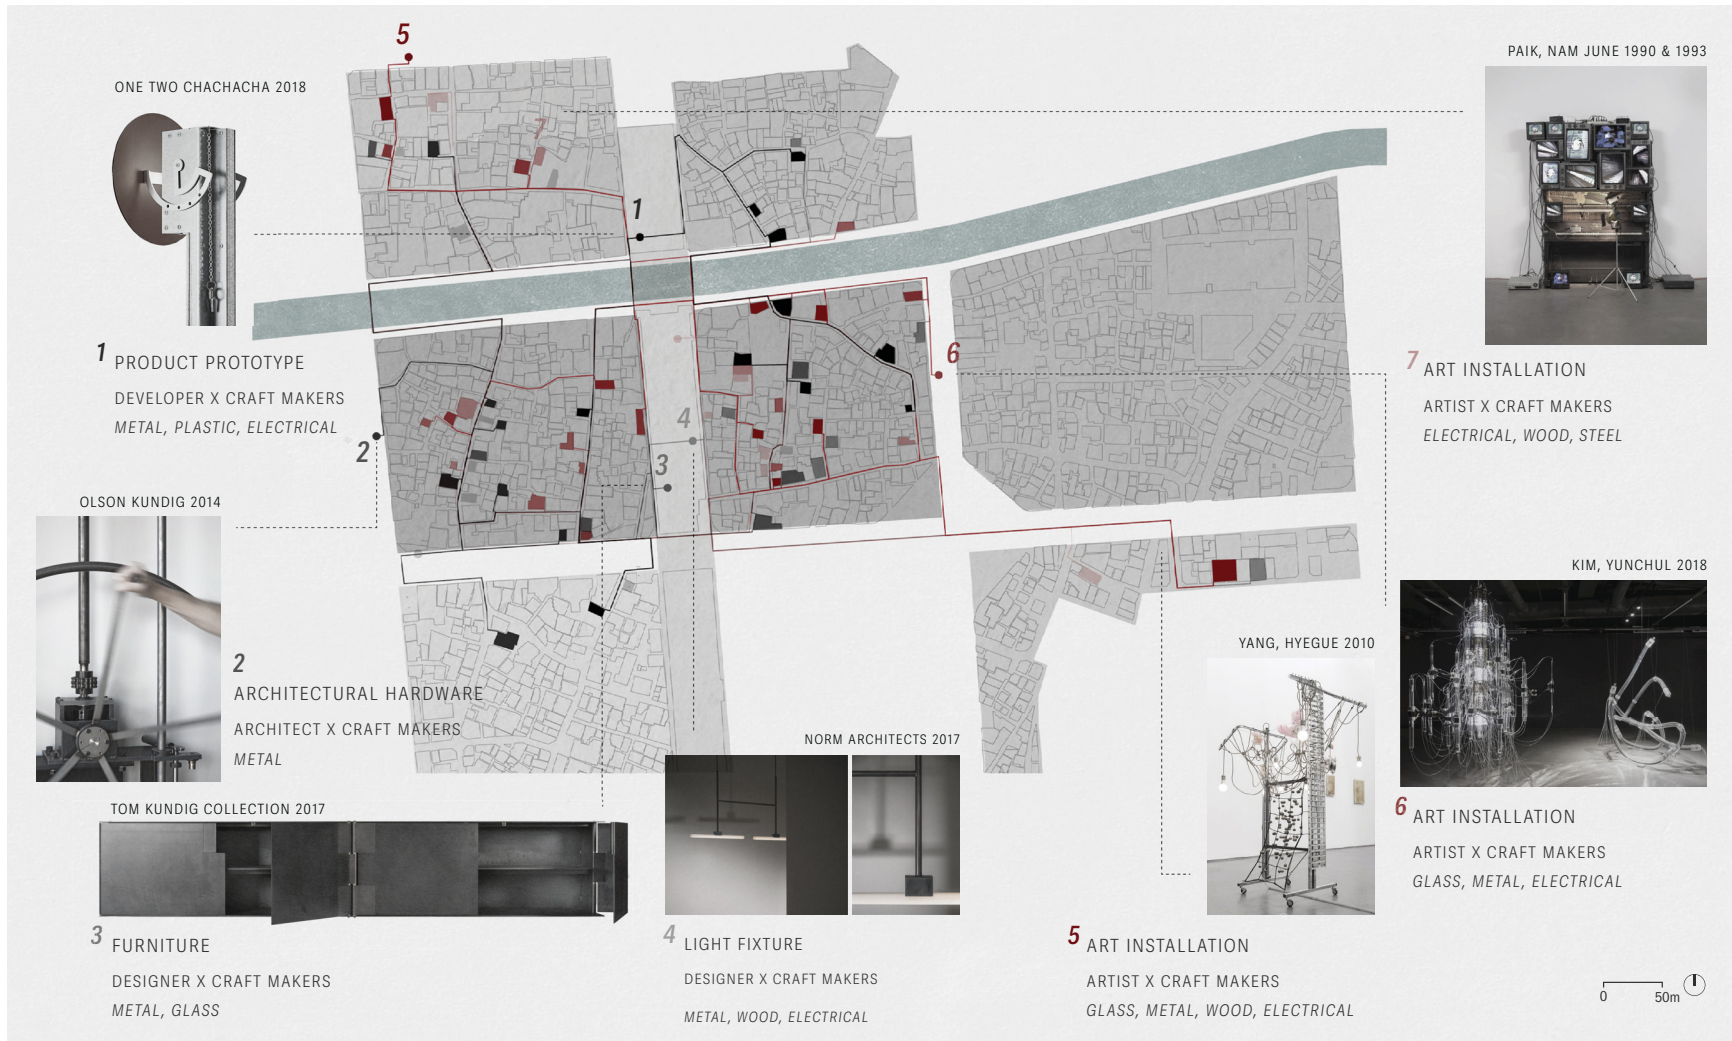 5
PAIK, NAM JUNE 1990 & 1993
ONE TWO CHACHACHA 2018
7
1
1
PRODUCT PROTOTYPE
DEVELOPER X CRAFT MAKERS
METAL, PLASTIC, ELECTRICAL
6
7
ART INSTALLATION
ARTIST X CRAFT MAKERS
ELECTRICAL, WOOD, STEEL
4
2
3
OLSON KUNDIG 2014
2
ARCHITECTURAL HARDWARE
ARCHITECT X CRAFT MAKERS
METAL
KIM, YUNCHUL 2018
YANG, HYEGUE 2010
NORM ARCHITECTS 2017
TOM KUNDIG COLLECTION 2017
6
ART INSTALLATION
ARTIST X CRAFT MAKERS
GLASS, METAL, ELECTRICAL
3
FURNITURE
DESIGNER X CRAFT MAKERS
METAL, GLASS
4
LIGHT FIXTURE
DESIGNER X CRAFT MAKERS
METAL, WOOD, ELECTRICAL
5
ART INSTALLATION
ARTIST X CRAFT MAKERS
GLASS, METAL, WOOD, ELECTRICAL
0 50m